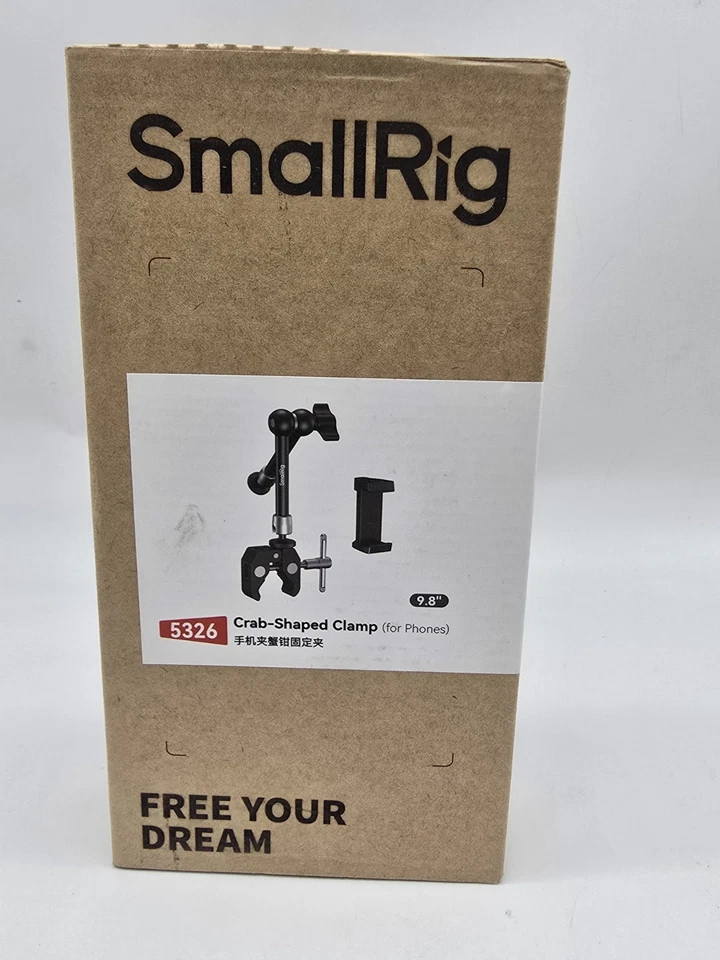 SmallRig
SmallRig
9.8"
5326
Crab-Shaped Clamp (for Phones)
手机夹蟹钳固定夹
FREE YOUR
DREAM